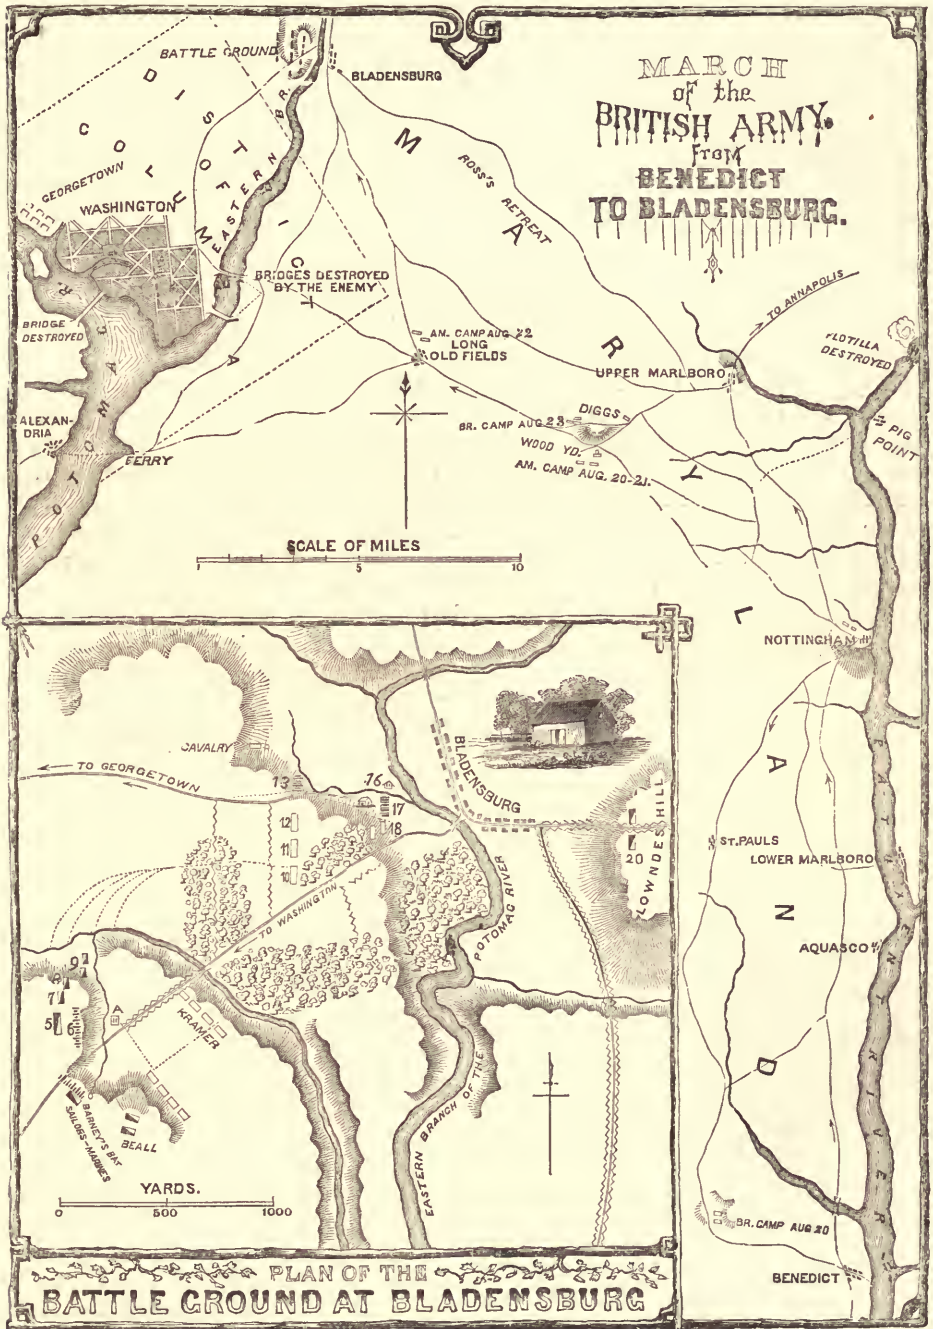 MARCH
of the
BRITISH ARMY.
from
BENEDICT
TO BLADENSBURG.
BATTLE GROUND
BLADENSBURG
DISTRICT
OF
COLUMBIA
GEORGETOWN
WASHINGTON
EASTERN BR.
MARYLAND
ROSS'S RETREAT
BRIDGES DESTROYED
BY THE ENEMY
BRIDGE
DESTROYED
AM. CAMP AUG. 22
LONG
OLD FIELDS
TO ANNAPOLIS
FLOTILLA
DESTROYED
UPPER MARLBORO
DIGGS
BR. CAMP AUG 23
WOOD YD.
AM. CAMP AUG. 20-21.
PIG
POINT
ALEXAN-
DRIA
FERRY
POTOMAC R
SCALE OF MILES
1 5 10
NOTTINGHAM
PATUXENT RIVER
ST. PAULS
LOWER MARLBORO
AQUASCO
BR. CAMP AUG 20
BENEDICT
CAVALRY
TO GEORGETOWN
13
16
17
18
12
11
10
BLADENSBURG
LOWNDES HILL
20
TO WASHINGTON
EASTERN BRANCH OF THE
POTOMAC RIVER
9
7
5 6
A
KRAMER
BARNEY'S BAT
SAILORS-MARINES
BEALL
YARDS.
0 500 1000
PLAN OF THE
BATTLE GROUND AT BLADENSBURG